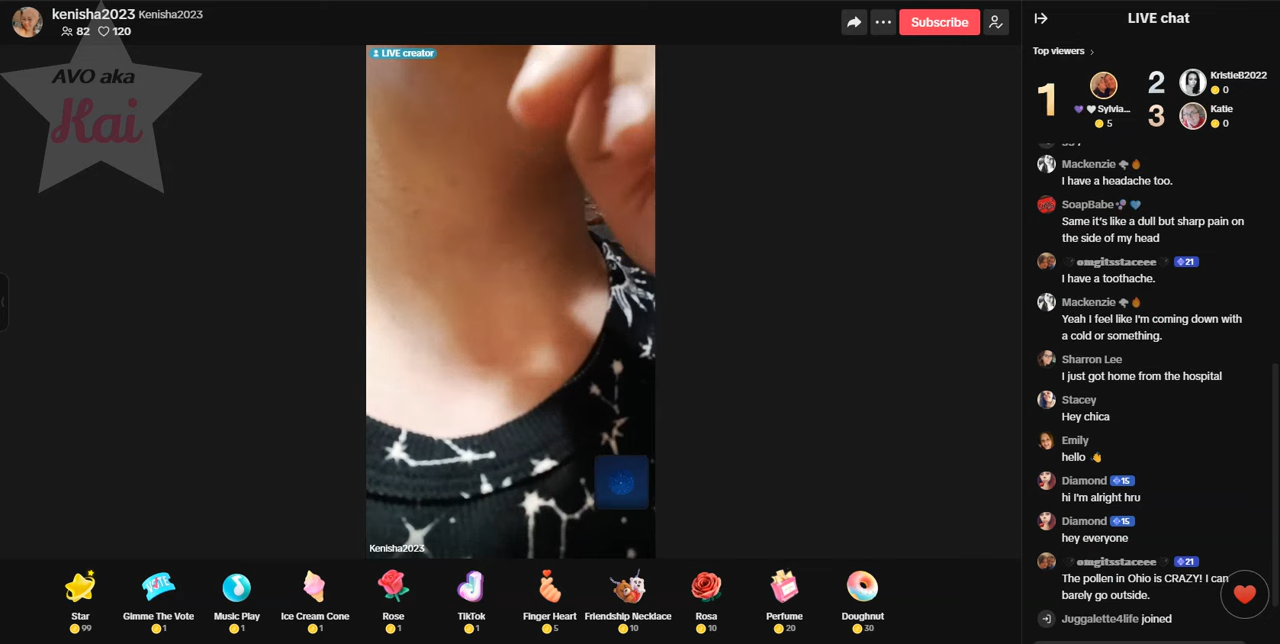 kenisha2023 Kenisha2023
82 120
Subscribe
AVO aka
Kai
LIVE creator
Kenisha2023
Star
99
Gimme The Vote
1
Music Play
1
Ice Cream Cone
1
Rose
1
TikTok
1
Finger Heart
5
Friendship Necklace
10
Rosa
10
Perfume
20
Doughnut
30
LIVE chat
Top viewers
1
Sylvia...
5
2
KristieB2022
0
3
Katie
0
Mackenzie
I have a headache too.
SoapBabe
Same it's like a dull but sharp pain on
the side of my head
omgitsstaceee 21
I have a toothache.
Mackenzie
Yeah I feel like I'm coming down with
a cold or something.
Sharron Lee
I just got home from the hospital
Stacey
Hey chica
Emily
hello
Diamond 15
hi I'm alright hru
Diamond 15
hey everyone
omgitsstaceee 21
The pollen in Ohio is CRAZY! I can
barely go outside.
Juggalette4life joined